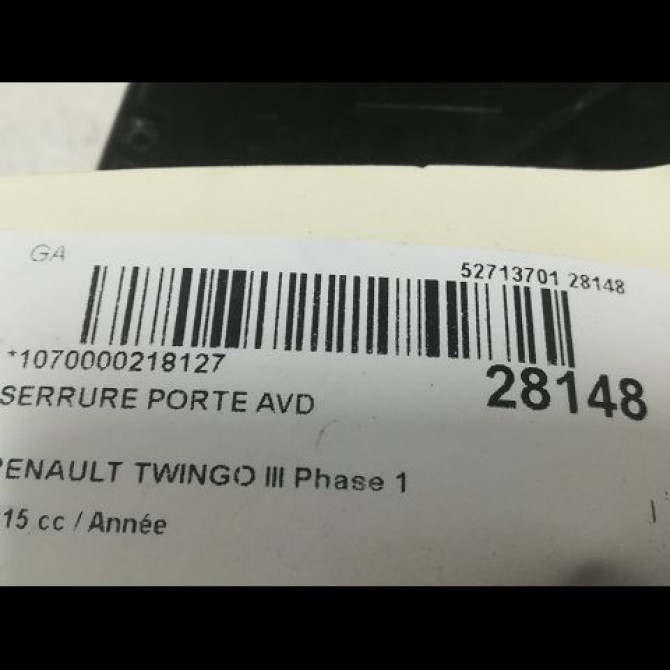 GA
52713701 28148
*1070000218127
28148
SERRURE PORTE AVD
RENAULT TWINGO III Phase 1
15 cc / Année